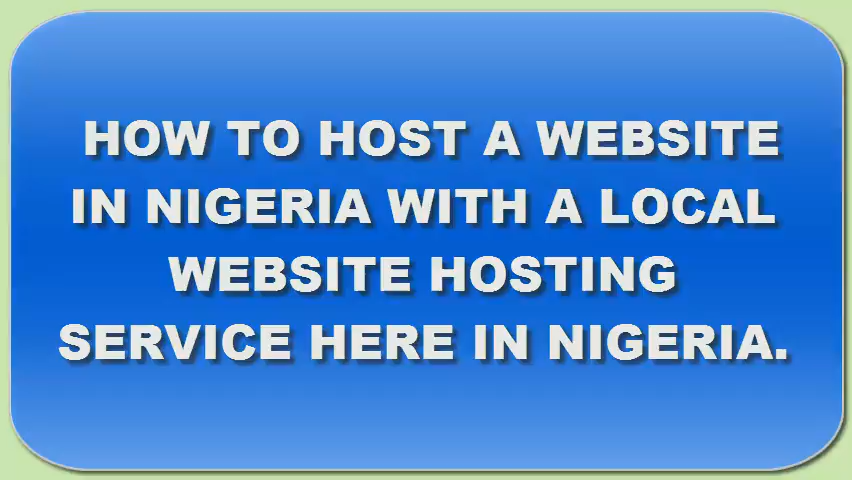 HOW TO HOST A WEBSITE
IN NIGERIA WITH A LOCAL
WEBSITE HOSTING
SERVICE HERE IN NIGERIA.